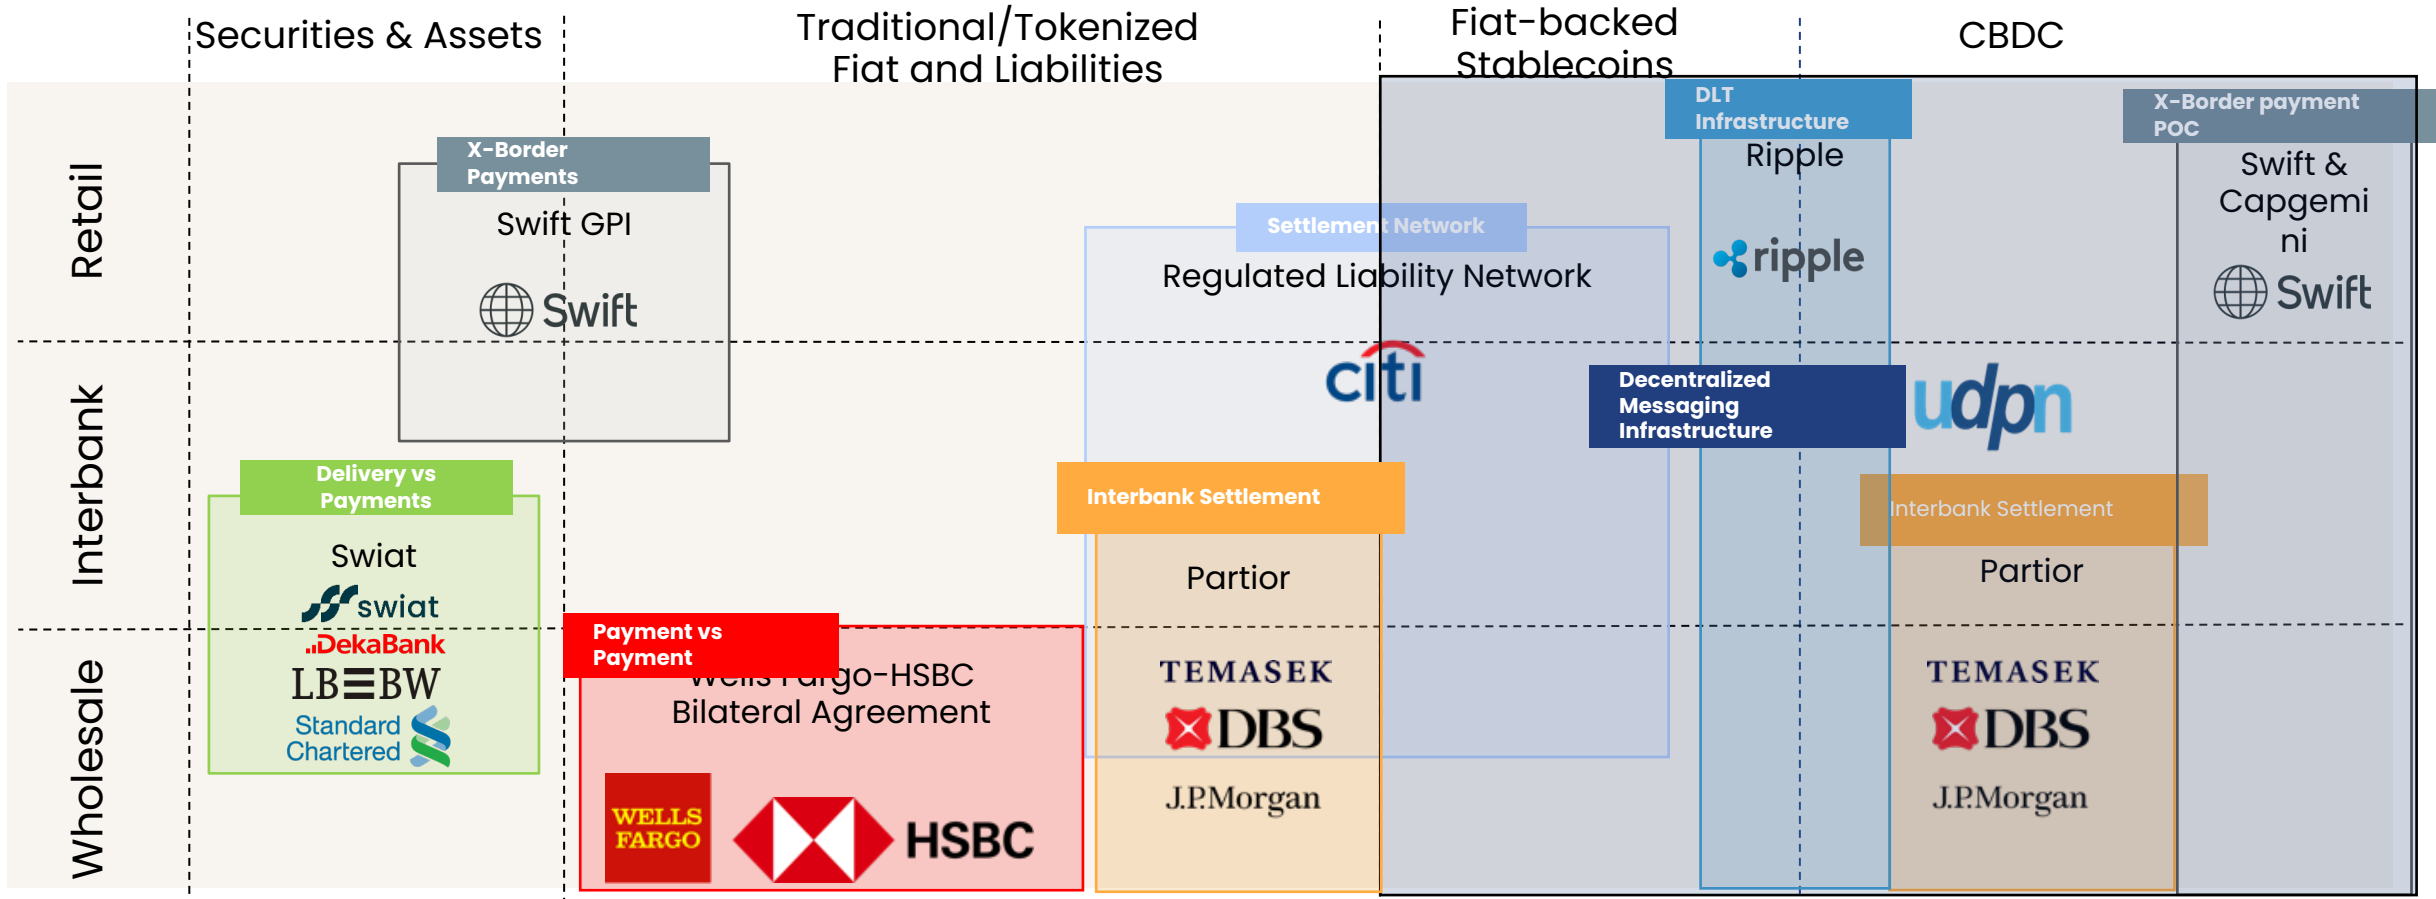 Securities & Assets
Traditional/Tokenized
Fiat and Liabilities
Fiat-backed
Stablecoins
CBDC
Retail
Interbank
Wholesale
X-Border
Payments
Swift GPI
Swift
Delivery vs
Payments
Swiat
swiat
DekaBank
LBBW
Standard
Chartered
Payment vs
Payment
Wells Fargo-HSBC
Bilateral Agreement
WELLS
FARGO
HSBC
Settlement Network
Regulated Liability Network
citi
Interbank Settlement
Partior
TEMASEK
DBS
J.P.Morgan
DLT
Infrastructure
Ripple
ripple
Decentralized
Messaging
Infrastructure
udpn
Interbank Settlement
Partior
TEMASEK
DBS
J.P.Morgan
X-Border payment
POC
Swift &
Capgemi
ni
Swift